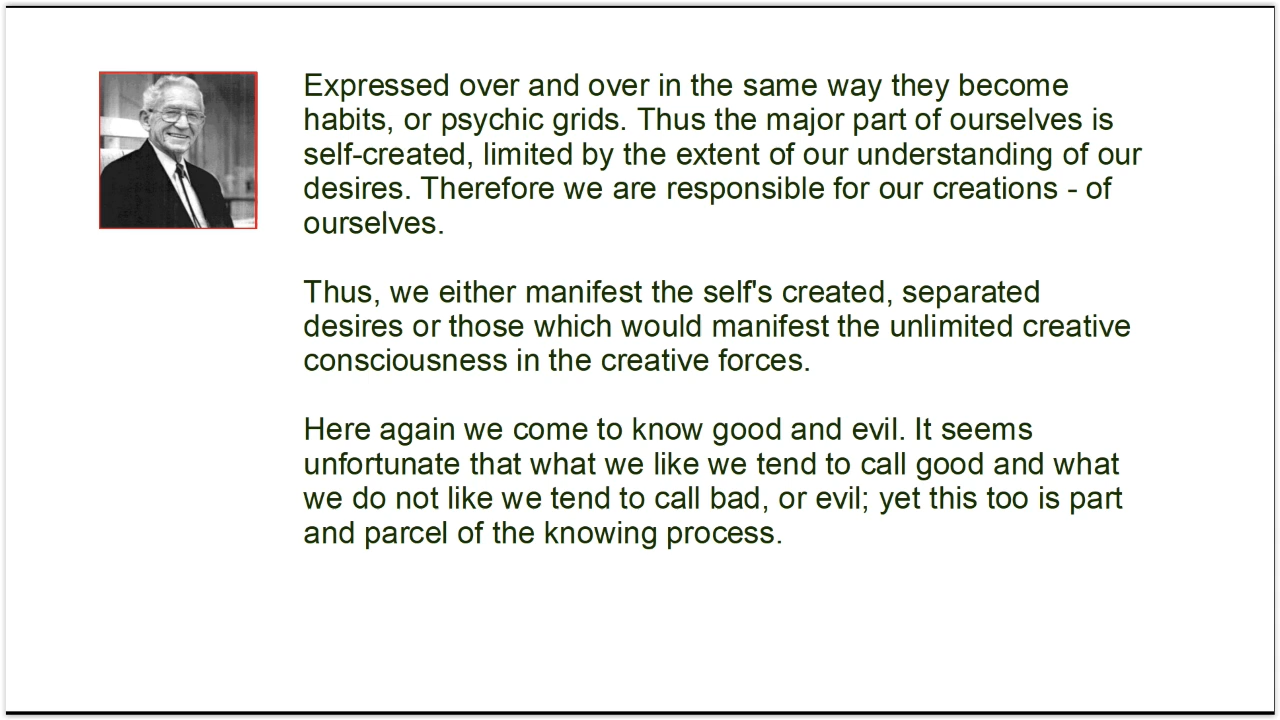 Expressed over and over in the same way they become
habits, or psychic grids. Thus the major part of ourselves is
self-created, limited by the extent of our understanding of our
desires. Therefore we are responsible for our creations - of
ourselves.
Thus, we either manifest the self's created, separated
desires or those which would manifest the unlimited creative
consciousness in the creative forces.
Here again we come to know good and evil. It seems
unfortunate that what we like we tend to call good and what
we do not like we tend to call bad, or evil; yet this too is part
and parcel of the knowing process.